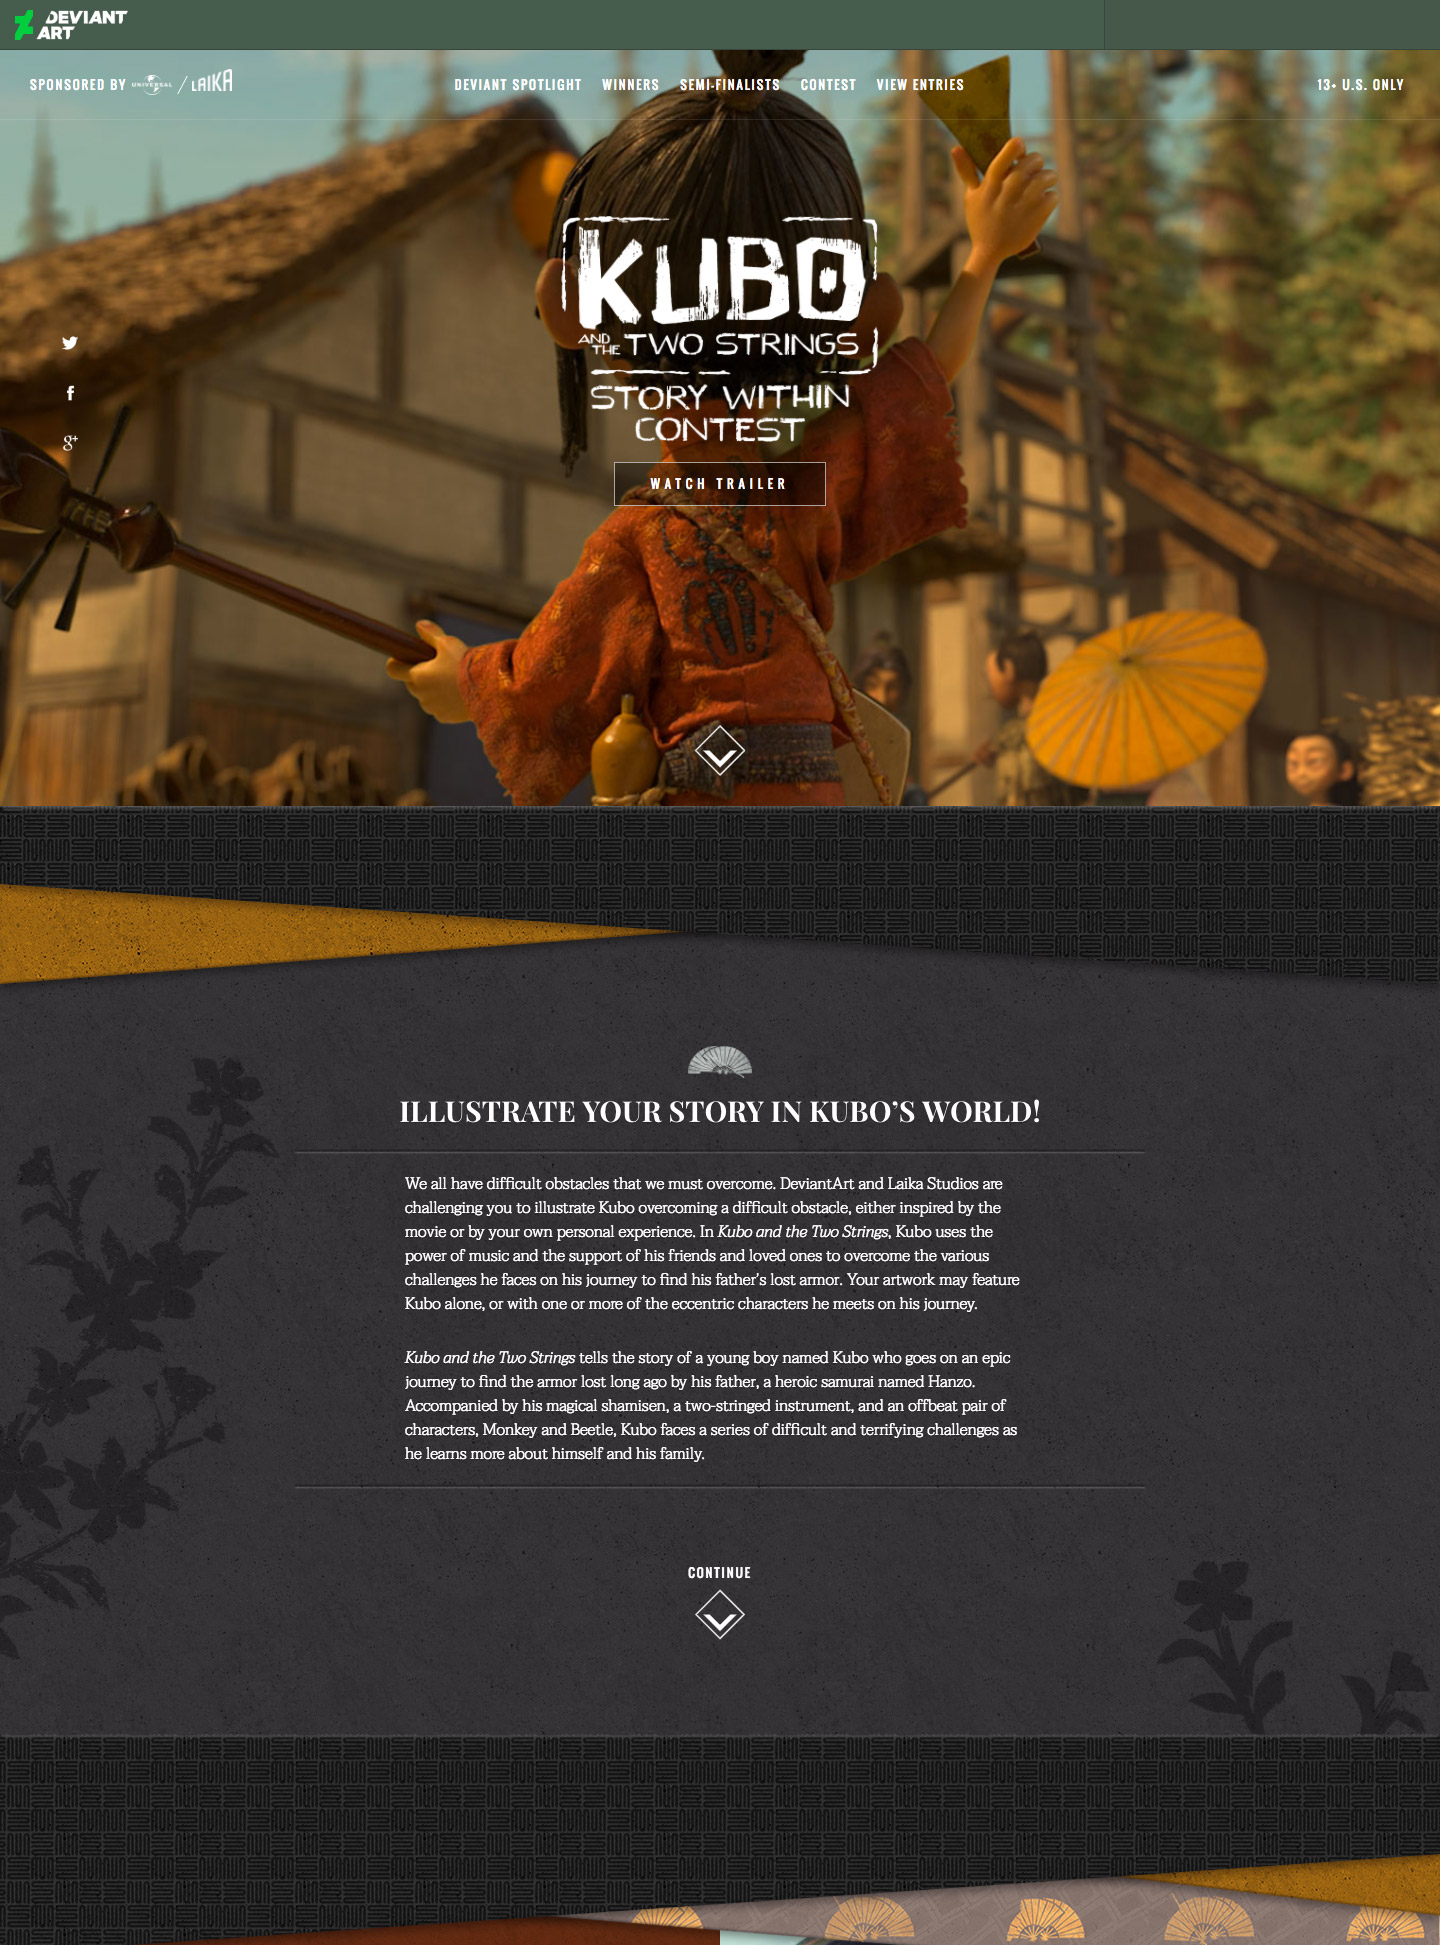 DEVIANT
ART
SPONSORED BY UNIVERSAL / LAIKA
DEVIANT SPOTLIGHT WINNERS SEMI-FINALISTS CONTEST VIEW ENTRIES
13+ U.S. ONLY
KUBO
AND THE TWO STRINGS
STORY WITHIN
CONTEST
WATCH TRAILER
ILLUSTRATE YOUR STORY IN KUBO’S WORLD!
We all have difficult obstacles that we must overcome. DeviantArt and Laika Studios are
challenging you to illustrate Kubo overcoming a difficult obstacle, either inspired by the
movie or by your own personal experience. In Kubo and the Two Strings, Kubo uses the
power of music and the support of his friends and loved ones to overcome the various
challenges he faces on his journey to find his father's lost armor. Your artwork may feature
Kubo alone, or with one or more of the eccentric characters he meets on his journey.
Kubo and the Two Strings tells the story of a young boy named Kubo who goes on an epic
journey to find the armor lost long ago by his father, a heroic samurai named Hanzo.
Accompanied by his magical shamisen, a two-stringed instrument, and an offbeat pair of
characters, Monkey and Beetle, Kubo faces a series of difficult and terrifying challenges as
he learns more about himself and his family.
CONTINUE